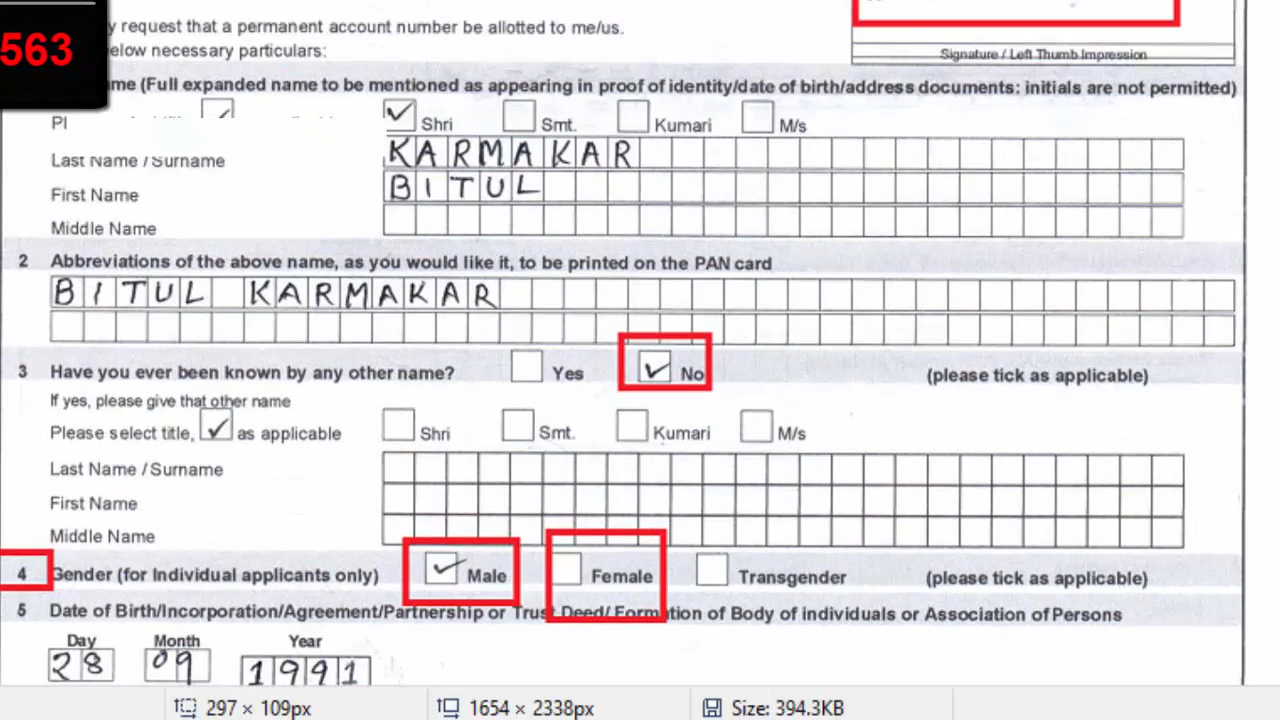 563
y request that a permanent account number be allotted to me/us.
elow necessary particulars:
Signature / Left Thumb Impression
me (Full expanded name to be mentioned as appearing in proof of identity/date of birth/address documents: initials are not permitted)
Shri Smt. Kumari M/s
Last Name / Surname KARMAKAR
First Name BITUL
Middle Name
2 Abbreviations of the above name, as you would like it, to be printed on the PAN card
BITUL KARMAKAR
3 Have you ever been known by any other name? Yes No (please tick as applicable)
If yes, please give that other name
Please select title, ✓ as applicable Shri Smt. Kumari M/s
Last Name / Surname
First Name
Middle Name
4 Gender (for Individual applicants only) Male Female Transgender (please tick as applicable)
5 Date of Birth/Incorporation/Agreement/Partnership or Trust Deed/ Formation of Body of individuals or Association of Persons
Day Month Year
28 09 1991
297 × 109px 1654 × 2338px Size: 394.3KB